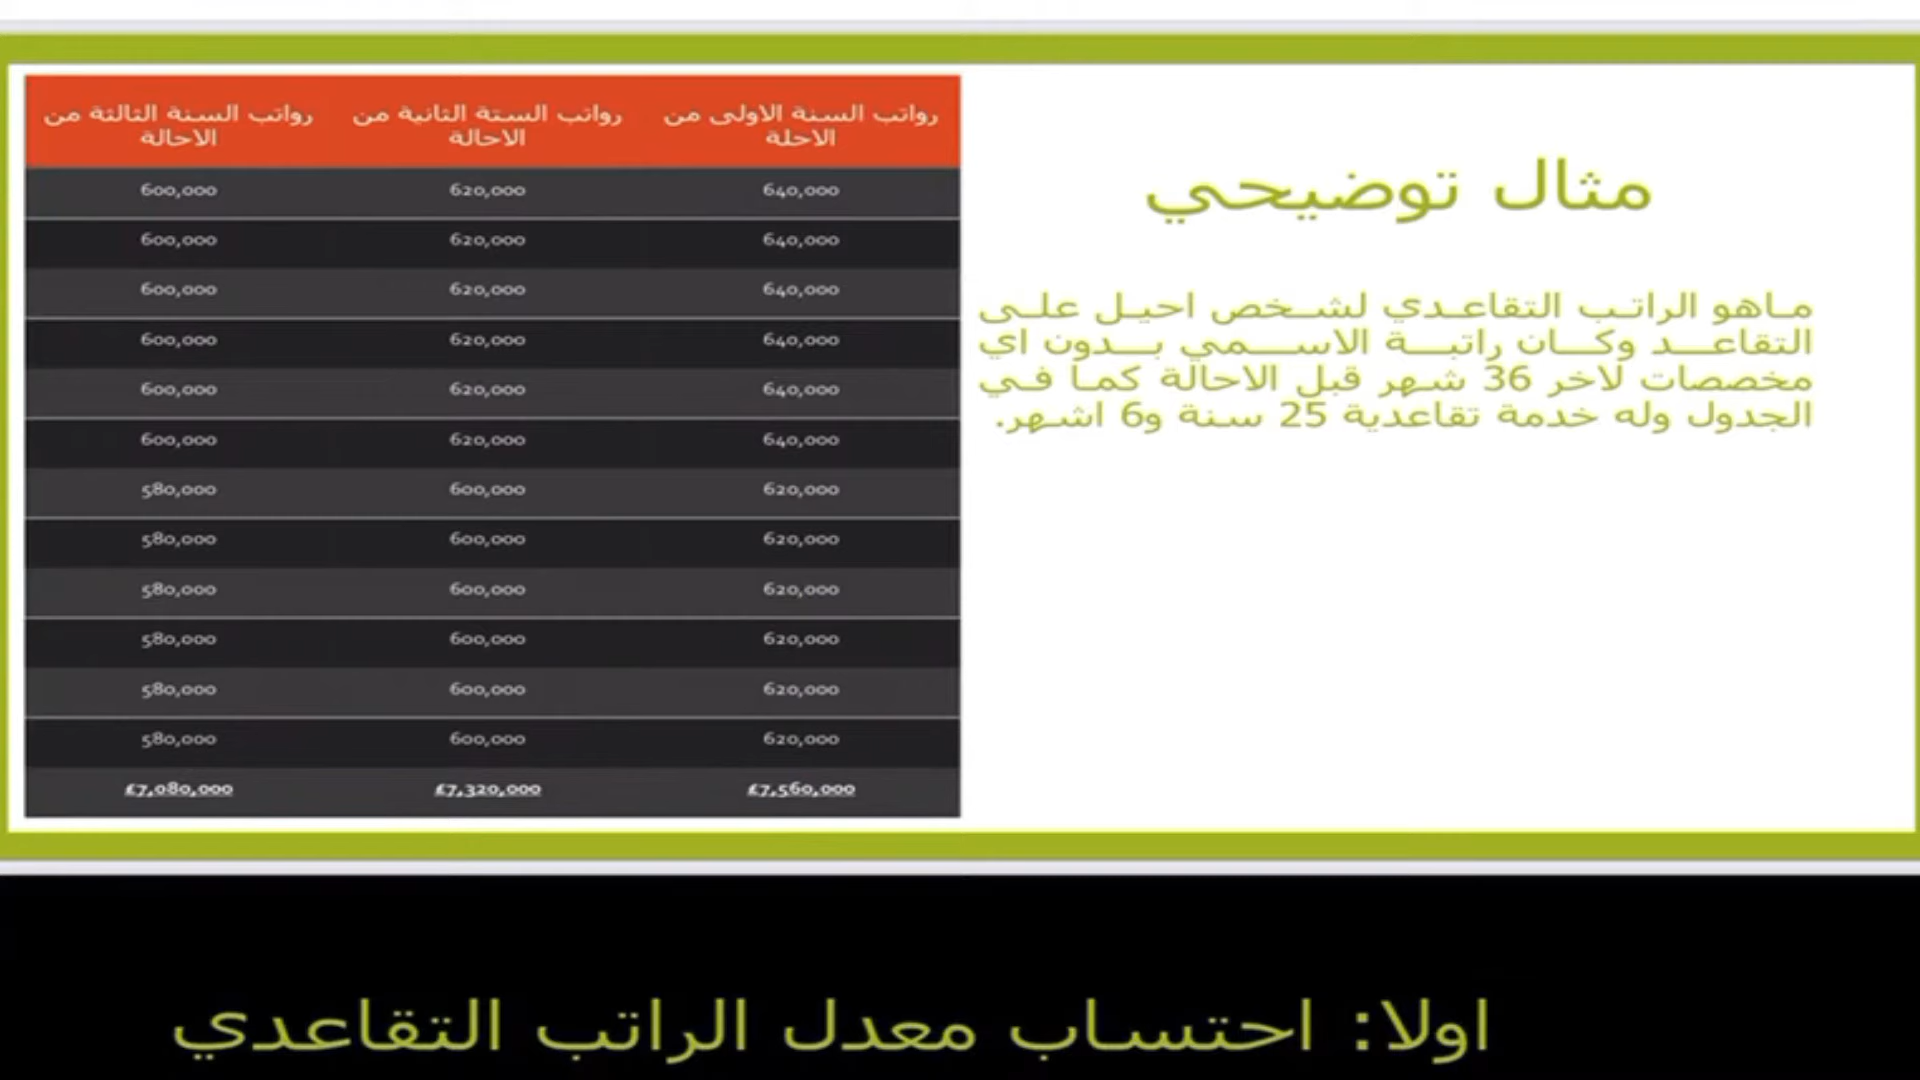 مثال توضيحي
ماهو الراتب التقاعدي لشخص احيل على
التقاعد وكان راتبة الاسمي بدون اي
مخصصات لاخر 36 شهر قبل الاحالة كما في
الجدول وله خدمة تقاعدية 25 سنة و6 اشهر.
رواتب السنة الاولى من الاحلة رواتب الستة الثانية من الاحالة رواتب السنة الثالثة من الاحالة
640,000 620,000 600,000
640,000 620,000 600,000
640,000 620,000 600,000
640,000 620,000 600,000
640,000 620,000 600,000
640,000 620,000 600,000
620,000 600,000 580,000
620,000 600,000 580,000
620,000 600,000 580,000
620,000 600,000 580,000
620,000 600,000 580,000
620,000 600,000 580,000
£7,560,000 £7,320,000 £7,080,000
اولا: احتساب معدل الراتب التقاعدي